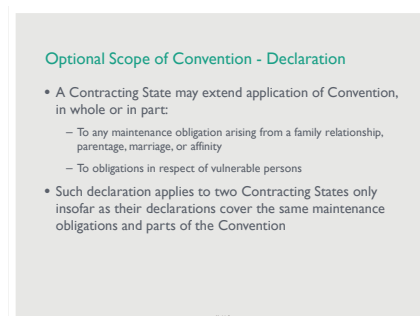 Optional Scope of Convention - Declaration
• A Contracting State may extend application of Convention,
in whole or in part:
– To any maintenance obligation arising from a family relationship,
parentage, marriage, or affinity
– To obligations in respect of vulnerable persons
• Such declaration applies to two Contracting States only
insofar as their declarations cover the same maintenance
obligations and parts of the Convention